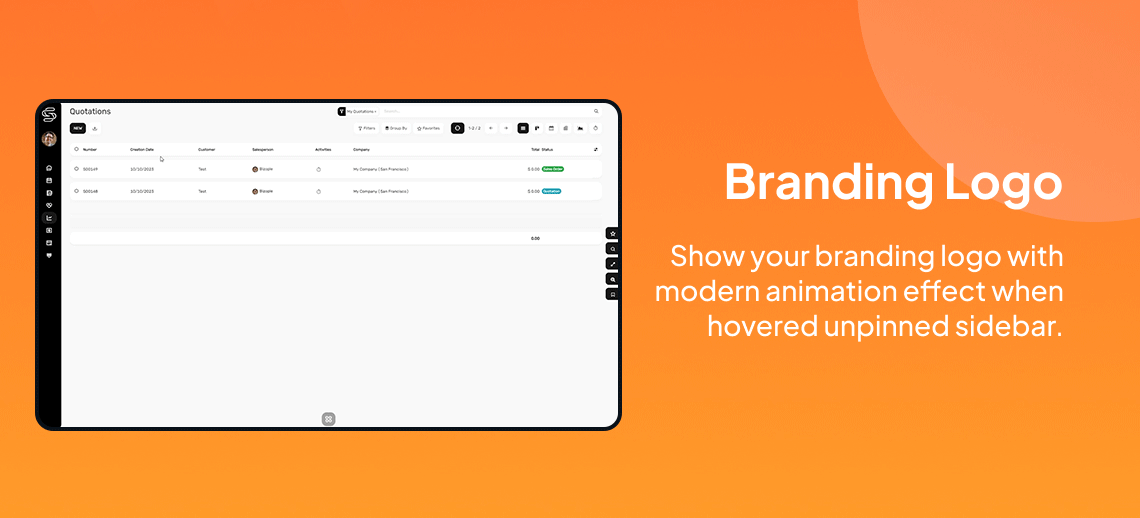 Quotations
My Quotations
Search...
NEW
Filters
Group By
Favorites
1-2 / 2
Number Creation Date Customer Salesperson Activities Company Total Status
S00149 10/10/2023 Test My Company (San Francisco) $ 0.00 Sales Order
S00148 10/10/2023 Test My Company (San Francisco) $ 0.00 Quotation
0.00
Branding Logo
Show your branding logo with
modern animation effect when
hovered unpinned sidebar.